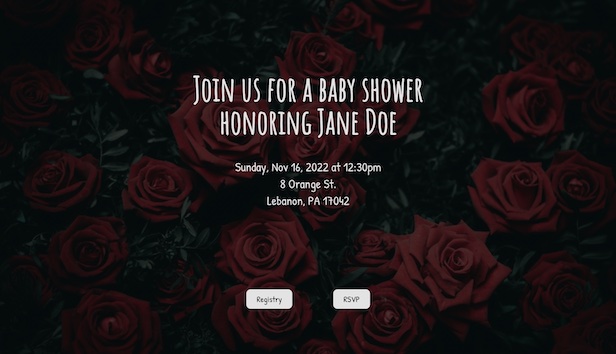 Join us for a baby shower
honoring Jane Doe
Sunday, Nov 16, 2022 at 12:30pm
8 Orange St.
Lebanon, PA 17042
Registry
RSVP